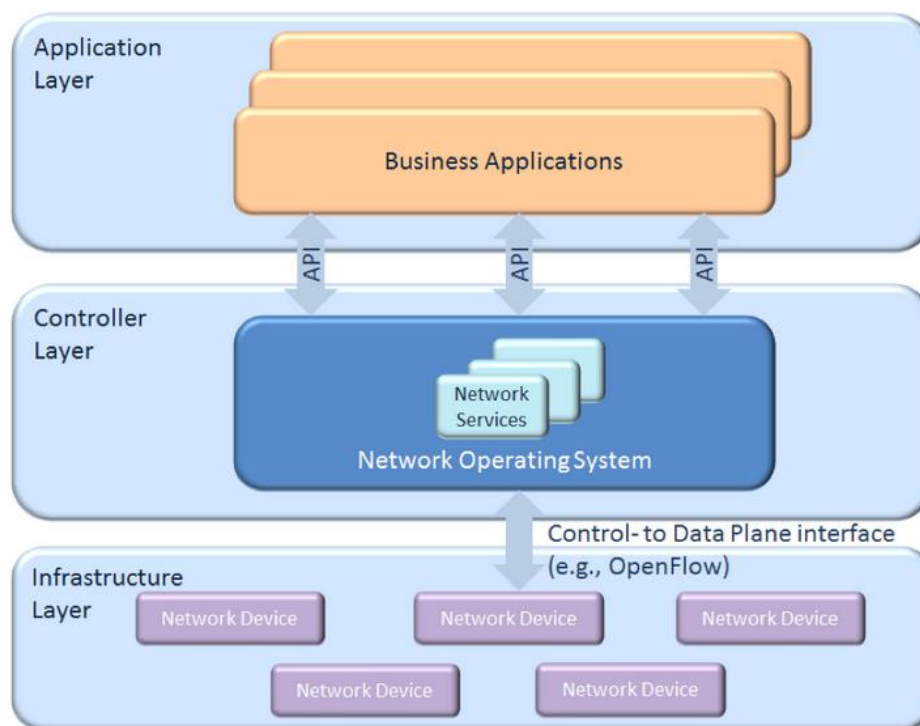 Application
Layer
Business Applications
API
API
API
Controller
Layer
Network
Services
Network Operating System
Control- to Data Plane interface
(e.g., OpenFlow)
Infrastructure
Layer
Network Device
Network Device
Network Device
Network Device
Network Device